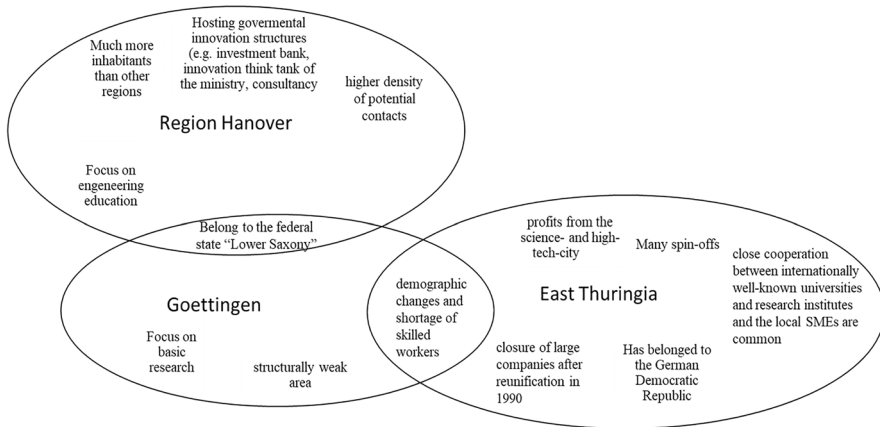 Much more
inhabitants
than other
regions
Hosting govermental
innovation structures
(e.g. investment bank,
innovation think tank of
the ministry, consultancy
higher density
of potential
contacts
Region Hanover
Focus on
engeneering
education
Belong to the federal
state “Lower Saxony”
Goettingen
Focus on
basic
research
structurally weak
area
demographic
changes and
shortage of
skilled
workers
profits from the
science- and high-
tech-city
Many spin-offs
close cooperation
between internationally
well-known universities
and research institutes
and the local SMEs are
common
East Thuringia
closure of large
companies after
reunification in
1990
Has belonged to
the German
Democratic
Republic